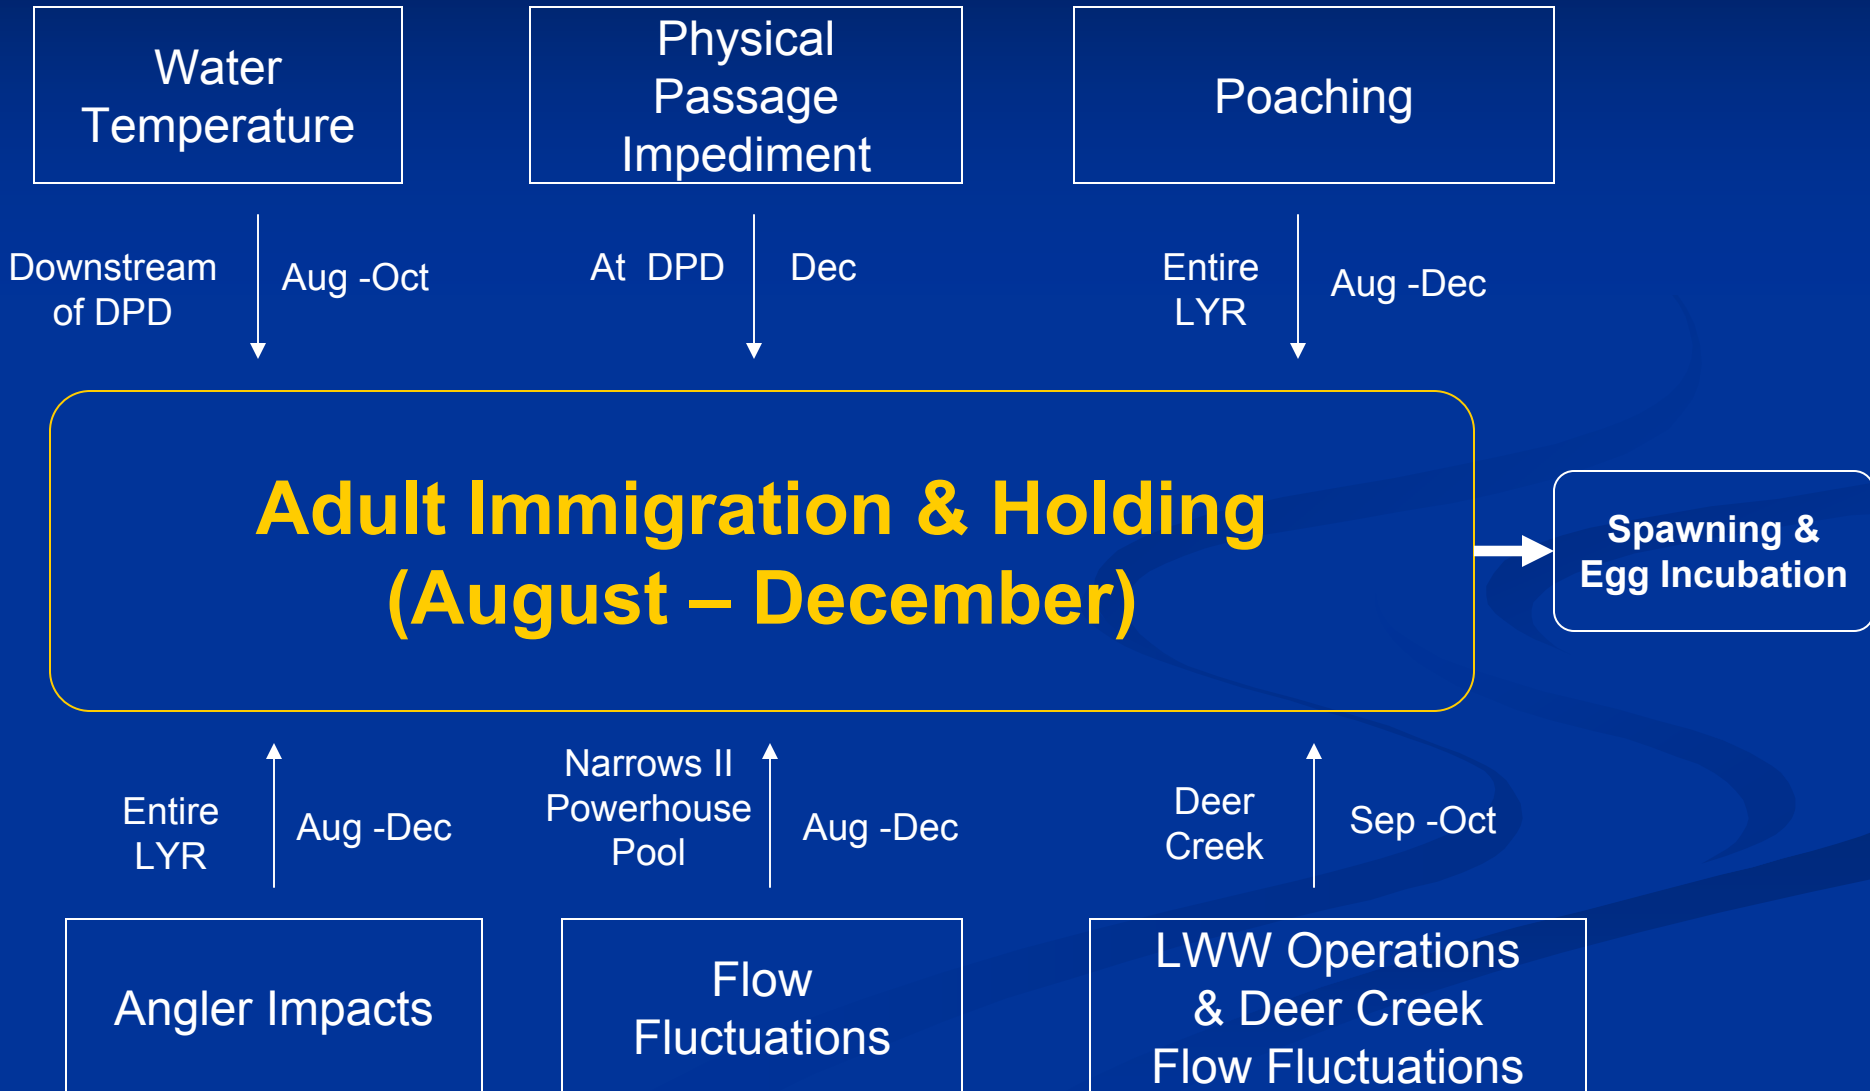 Water
Temperature
Physical
Passage
Impediment
Poaching
Downstream
of DPD
Aug -Oct
At DPD
Dec
Entire
LYR
Aug -Dec
Adult Immigration & Holding
(August – December)
Spawning &
Egg Incubation
Entire
LYR
Aug -Dec
Narrows II
Powerhouse
Pool
Aug -Dec
Deer
Creek
Sep -Oct
Angler Impacts
Flow
Fluctuations
LWW Operations
& Deer Creek
Flow Fluctuations